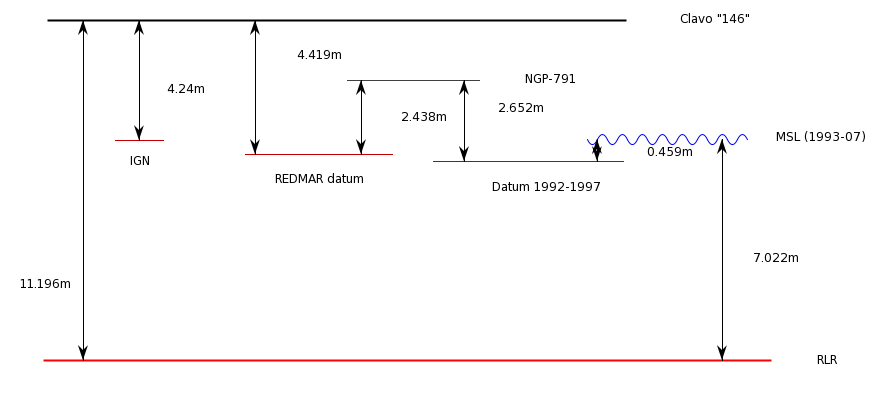 Clavo "146"
4.419m
NGP-791
4.24m
2.652m
2.438m
MSL (1993-07)
0.459m
IGN
REDMAR datum
Datum 1992-1997
7.022m
11.196m
RLR